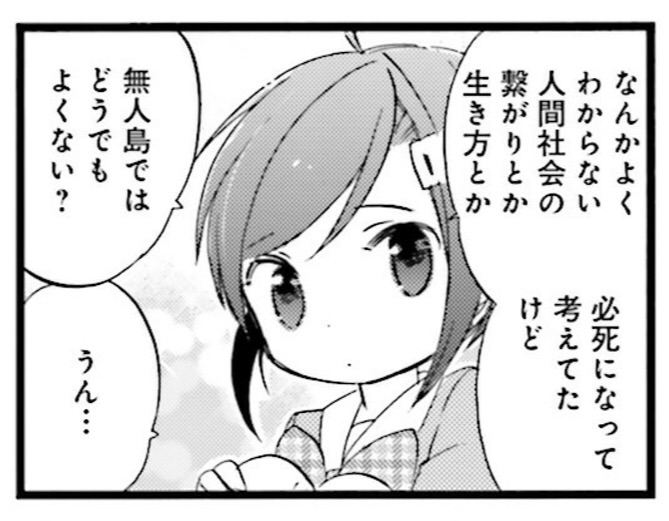 なんかよく
わからない
人間社会の
繋がりとか
生き方とか
必死になって
考えてた
けど
無人島では
どうでも
よくない？
うん…